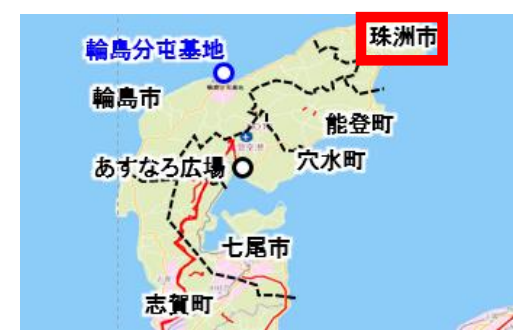 珠洲市
輪島分屯基地
輪島市
能登町
穴水町
あすなろ広場
七尾市
志賀町